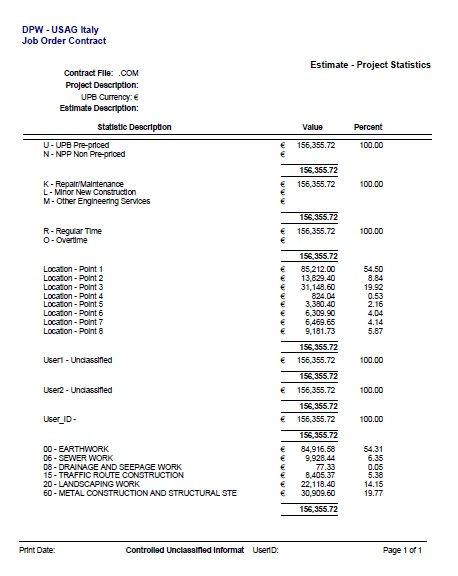 DPW - USAG Italy
Job Order Contract
Estimate - Project Statistics
Contract File: .COM
Project Description:
UPB Currency: €
Estimate Description:
Statistic Description Value Percent
U - UPB Pre-priced € 156,355.72 100.00
N - NPP Non Pre-priced €
156,355.72
K - Repair/Maintenance € 156,355.72 100.00
L - Minor New Construction €
M - Other Engineering Services €
156,355.72
R - Regular Time € 156,355.72 100.00
O - Overtime €
156,355.72
Location - Point 1 € 85,212.00 54.50
Location - Point 2 € 13,829.40 8.84
Location - Point 3 € 31,148.60 19.92
Location - Point 4 € 824.04 0.53
Location - Point 5 € 3,380.40 2.16
Location - Point 6 € 6,309.90 4.04
Location - Point 7 € 6,469.65 4.14
Location - Point 8 € 9,181.73 5.87
156,355.72
User1 - Unclassified € 156,355.72 100.00
156,355.72
User2 - Unclassified € 156,355.72 100.00
156,355.72
User_ID - € 156,355.72 100.00
156,355.72
00 - EARTHWORK € 84,916.58 54.31
06 - SEWER WORK € 9,928.44 6.35
08 - DRAINAGE AND SEEPAGE WORK € 77.33 0.05
15 - TRAFFIC ROUTE CONSTRUCTION € 8,405.37 5.38
20 - LANDSCAPING WORK € 22,118.40 14.15
60 - METAL CONSTRUCTION AND STRUCTURAL STE € 30,909.60 19.77
156,355.72
Print Date: Controlled Unclassified Informat UserID: Page 1 of 1